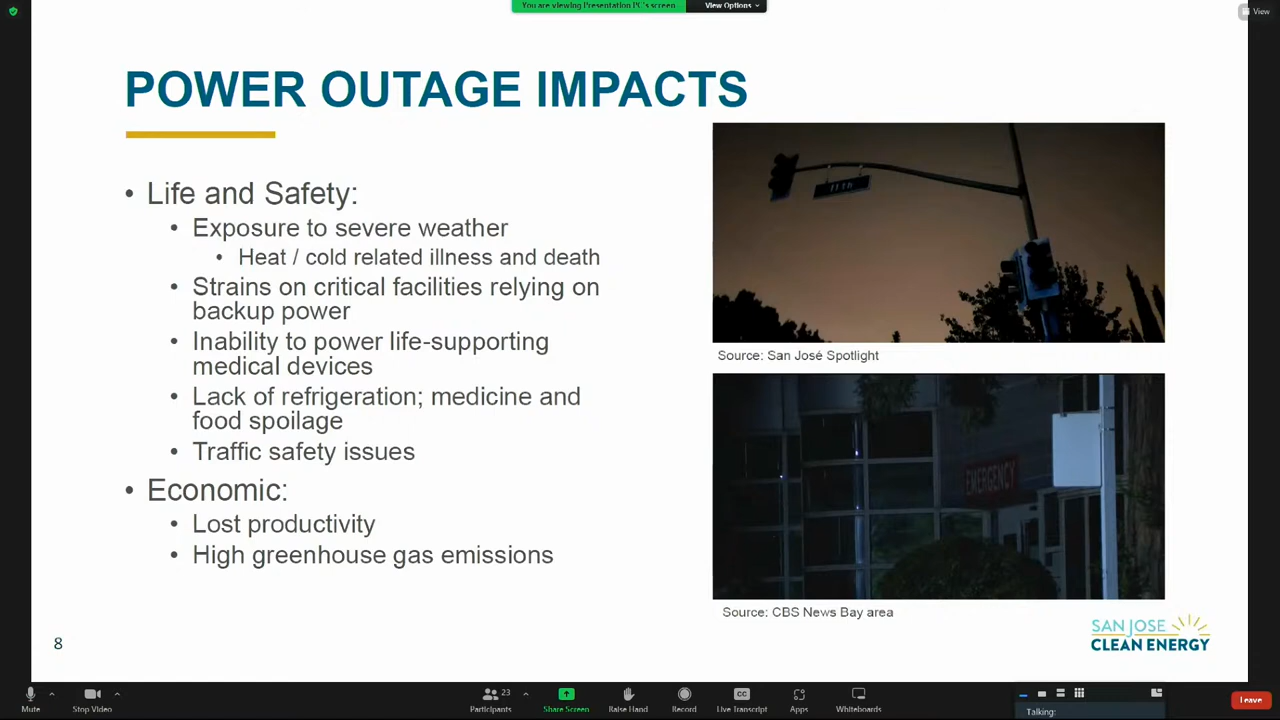 You are viewing Presentation PC's screen
View Options
View
POWER OUTAGE IMPACTS
• Life and Safety:
• Exposure to severe weather
• Heat / cold related illness and death
• Strains on critical facilities relying on
backup power
• Inability to power life-supporting
medical devices
• Lack of refrigeration; medicine and
food spoilage
• Traffic safety issues
• Economic:
• Lost productivity
• High greenhouse gas emissions
11th
Source: San José Spotlight
EMERGENCY
Source: CBS News Bay area
8
SAN JOSE
CLEAN ENERGY
Mute
Stop Video
23
Participants
Share Screen
Raise Hand
Record
CC
Live Transcript
Apps
Whiteboards
Talking:
Leave